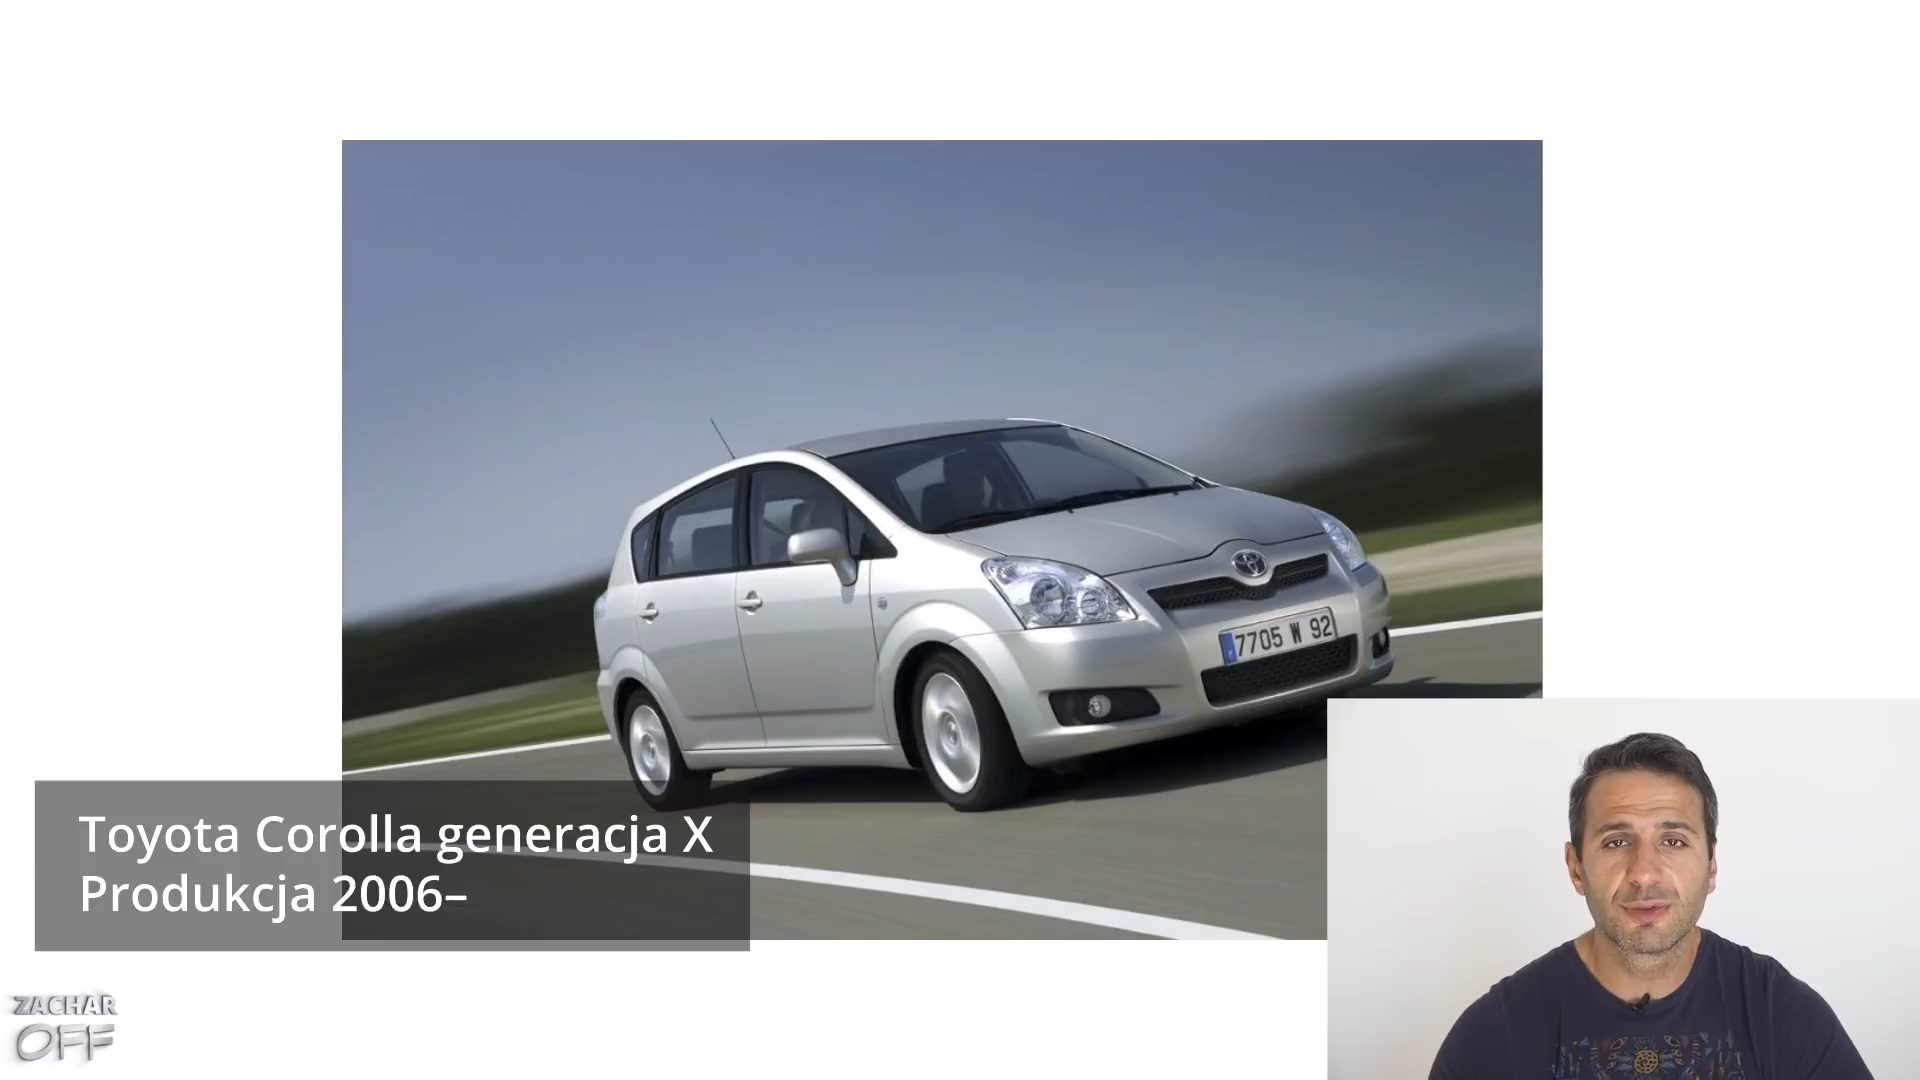 7705 W 92
Toyota Corolla generacja X
Produkcja 2006–
ZACHAR
OFF